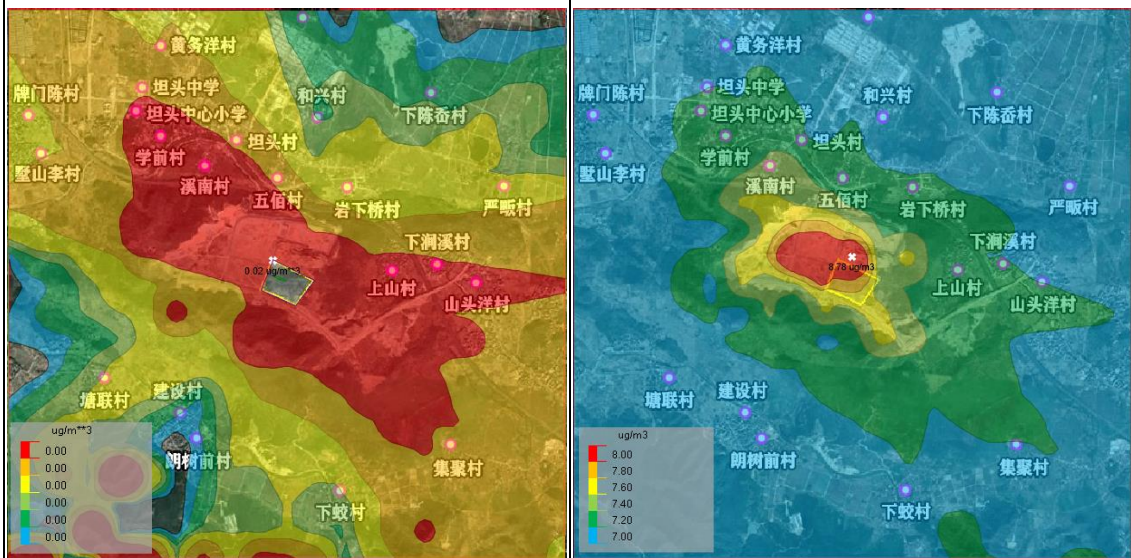 黄务洋村
坦头中学
和兴村
牌门陈村
坦头中心小学
下陈岙村
坦头村
学前村
墅山李村
溪南村
五佰村
岩下桥村
严畈村
下涧溪村
0.02 ug/m**3
上山村
山头洋村
建设村
塘联村
ug/m**3
0.00
0.00
0.00
0.00
0.00
0.00
朗树前村
集聚村
下蛟村
黄务洋村
坦头中学
和兴村
牌门陈村
坦头中心小学
下陈岙村
坦头村
学前村
墅山李村
溪南村
五佰村
岩下桥村
严畈村
下涧溪村
8.78 ug/m3
上山村
山头洋村
建设村
塘联村
ug/m3
8.00
7.80
7.60
7.40
7.20
7.00
朗树前村
集聚村
下蛟村